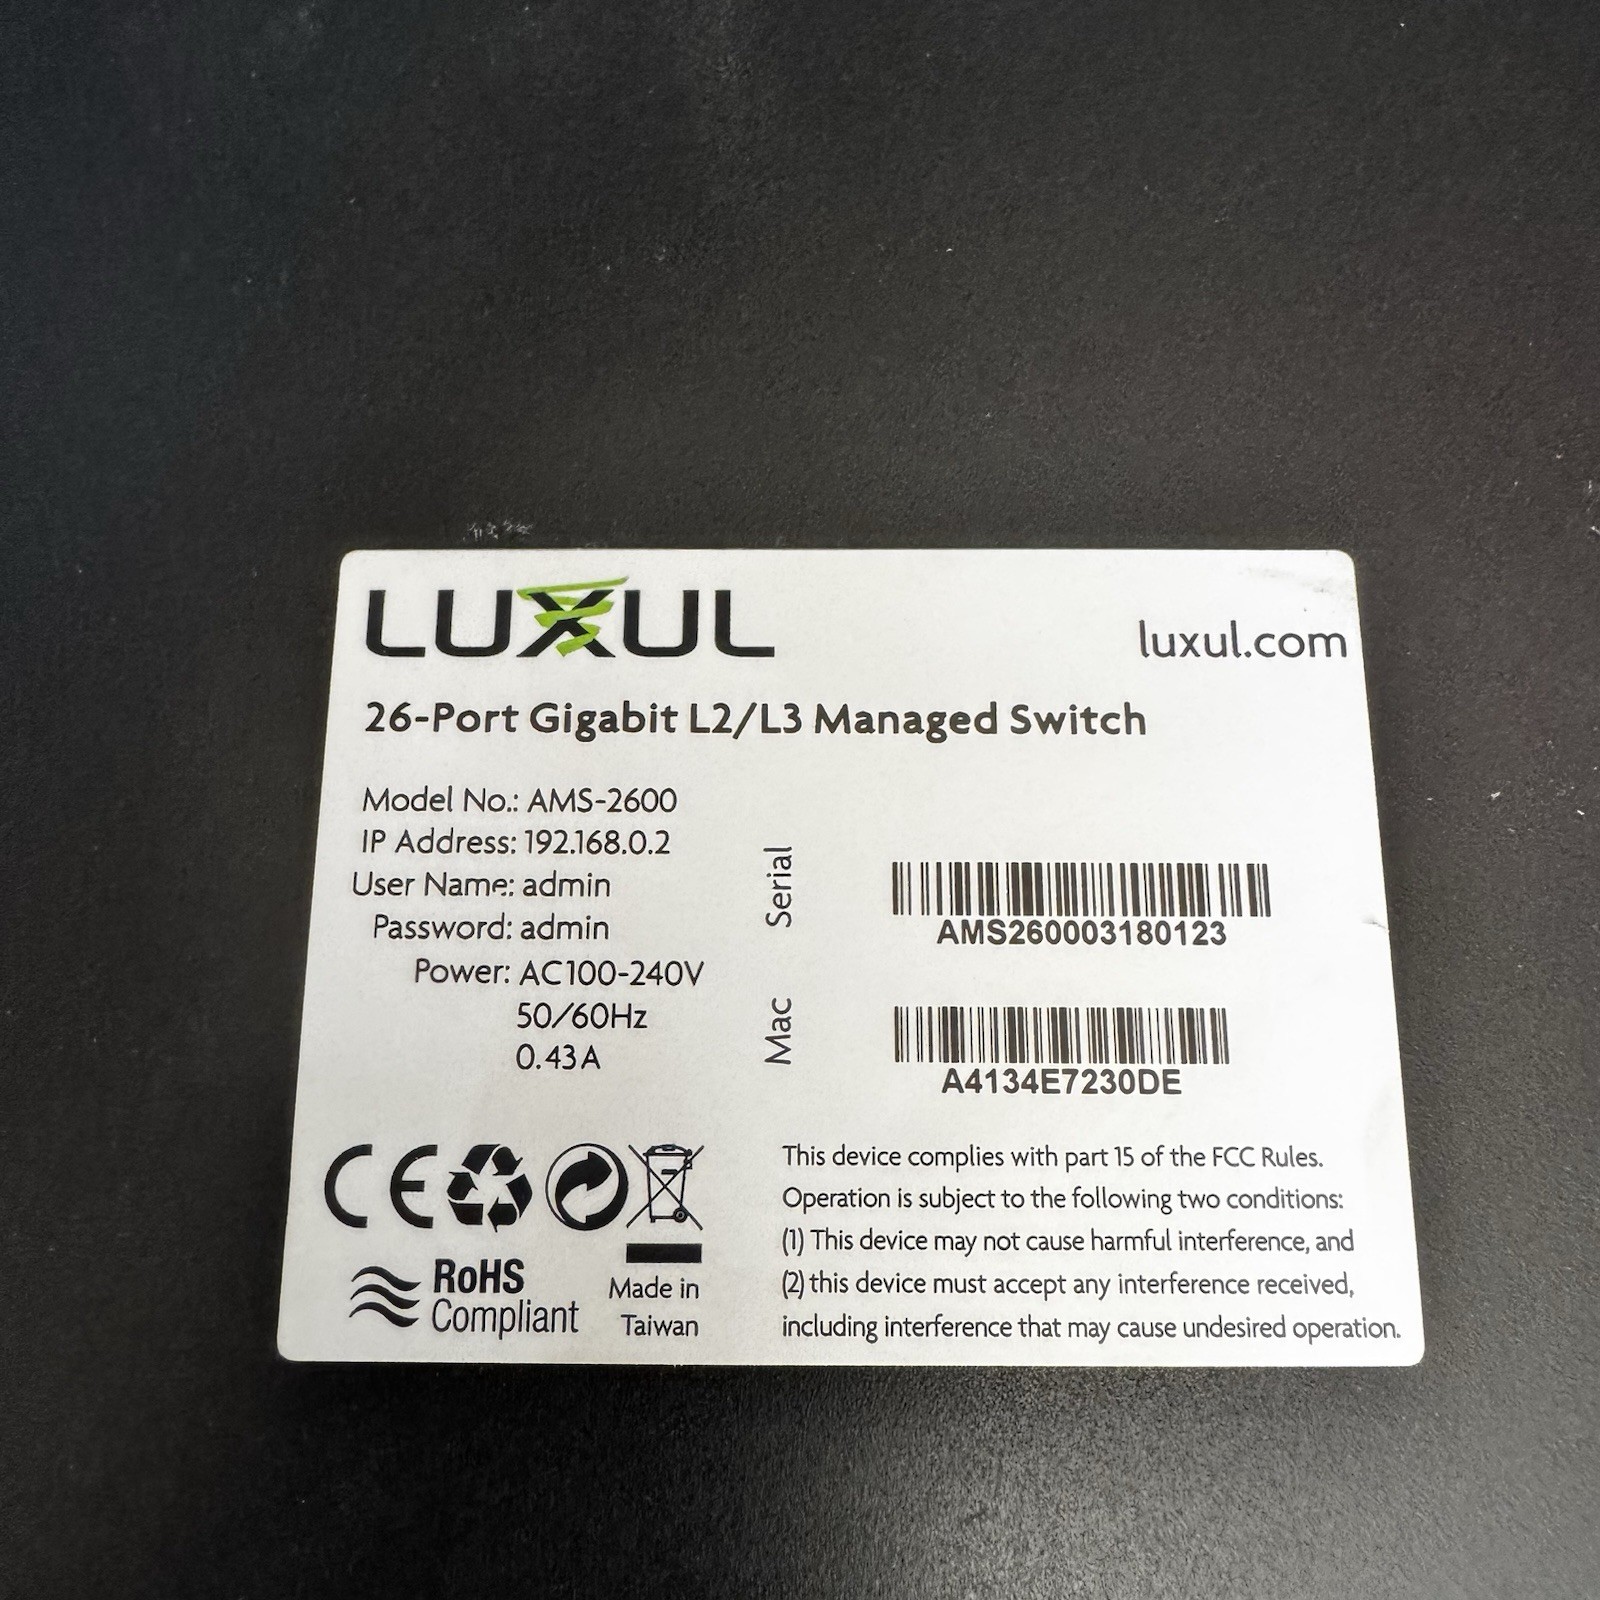 LUXUL
luxul.com
26-Port Gigabit L2/L3 Managed Switch
Model No.: AMS-2600
IP Address: 192.168.0.2
User Name: admin
Password: admin
Power: AC100-240V
50/60Hz
0.43A
Serial
AMS260003180123
Mac
A4134E7230DE
CE
RoHS
Compliant
Made in
Taiwan
This device complies with part 15 of the FCC Rules.
Operation is subject to the following two conditions:
(1) This device may not cause harmful interference, and
(2) this device must accept any interference received,
including interference that may cause undesired operation.